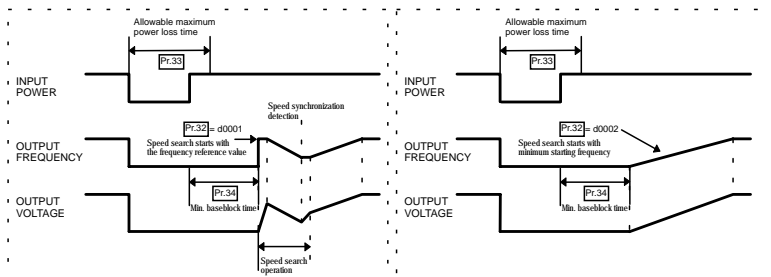 Allowable maximum
power loss time
Pr.33
INPUT
POWER
Speed synchronization
detection
Pr.32 = d0001
Speed search starts with
the frequency reference value
OUTPUT
FREQUENCY
Pr.34
Min. baseblock time
OUTPUT
VOLTAGE
Speed search
operation
Allowable maximum
power loss time
Pr.33
INPUT
POWER
Pr.32 = d0002
Speed search starts with
minimum starting frequency
OUTPUT
FREQUENCY
Pr.34
Min. baseblock time
OUTPUT
VOLTAGE